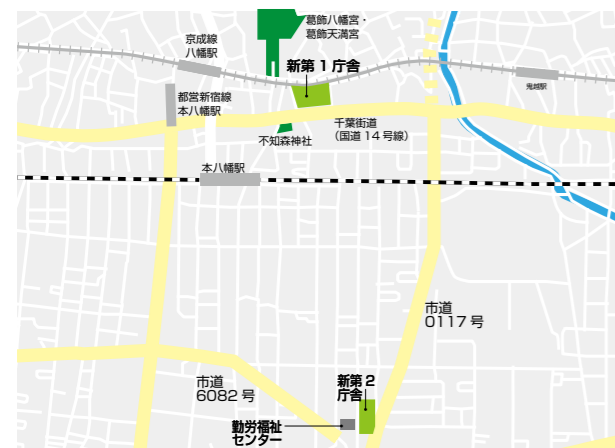 葛飾八幡宮・
葛飾天満宮
京成線
八幡駅
新第１庁舎
鬼越駅
都営新宿線
本八幡駅
千葉街道
（国道14号線）
不知森神社
本八幡駅
市道
0117号
市道
6082号
新第２
庁舎
勤労福祉
センター